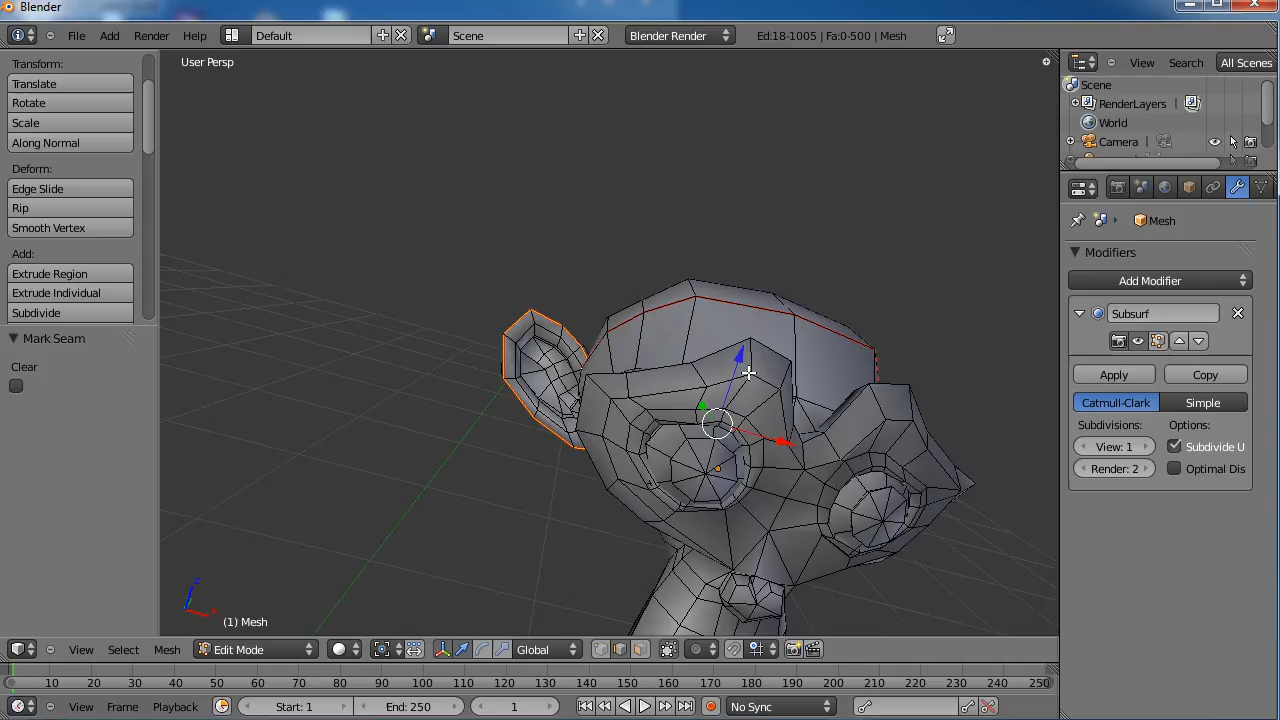 Blender
File Add Render Help Default Scene Blender Render Ed:18-1005 | Fa:0-500 | Mesh
Transform:
Translate
Rotate
Scale
Along Normal
Deform:
Edge Slide
Rip
Smooth Vertex
Add:
Extrude Region
Extrude Individual
Subdivide
Mark Seam
Clear
User Persp
z
x
(1) Mesh
View Search All Scenes
Scene
RenderLayers |
World
Camera |
Mesh
Modifiers
Add Modifier
Subsurf
Apply Copy
Catmull-Clark Simple
Subdivisions: Options:
View: 1 Subdivide U
Render: 2 Optimal Dis
View Select Mesh Edit Mode Global
10 20 30 40 50 60 70 80 90 100 110 120 130 140 150 160 170 180 190 200 210 220 230 240 250
View Frame Playback Start: 1 End: 250 1 No Sync